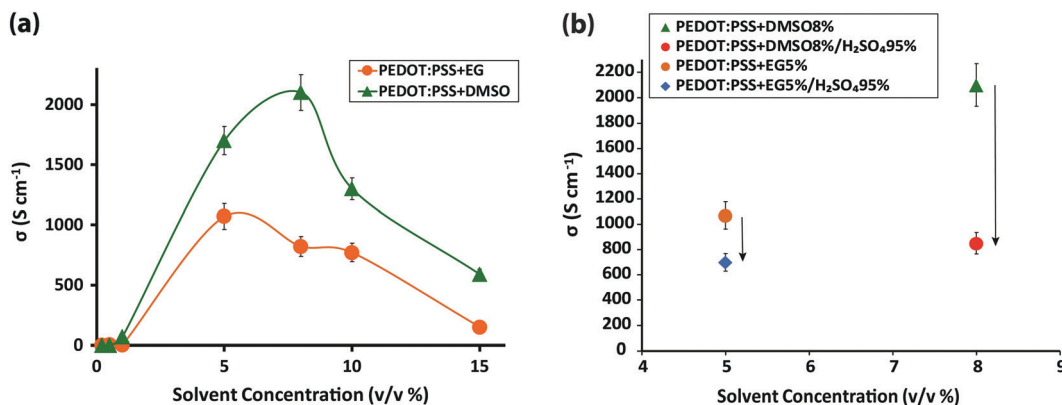 (a)
PEDOT:PSS+EG
PEDOT:PSS+DMSO
2000
1500
1000
500
0
σ (S cm⁻¹)
0
5
10
15
Solvent Concentration (v/v %)
(b)
PEDOT:PSS+DMSO8%
PEDOT:PSS+DMSO8%/H₂SO₄95%
PEDOT:PSS+EG5%
PEDOT:PSS+EG5%/H₂SO₄95%
2200
2000
1800
1600
1400
1200
1000
800
600
400
200
0
σ (S cm⁻¹)
4
5
6
7
8
9
Solvent Concentration (v/v %)